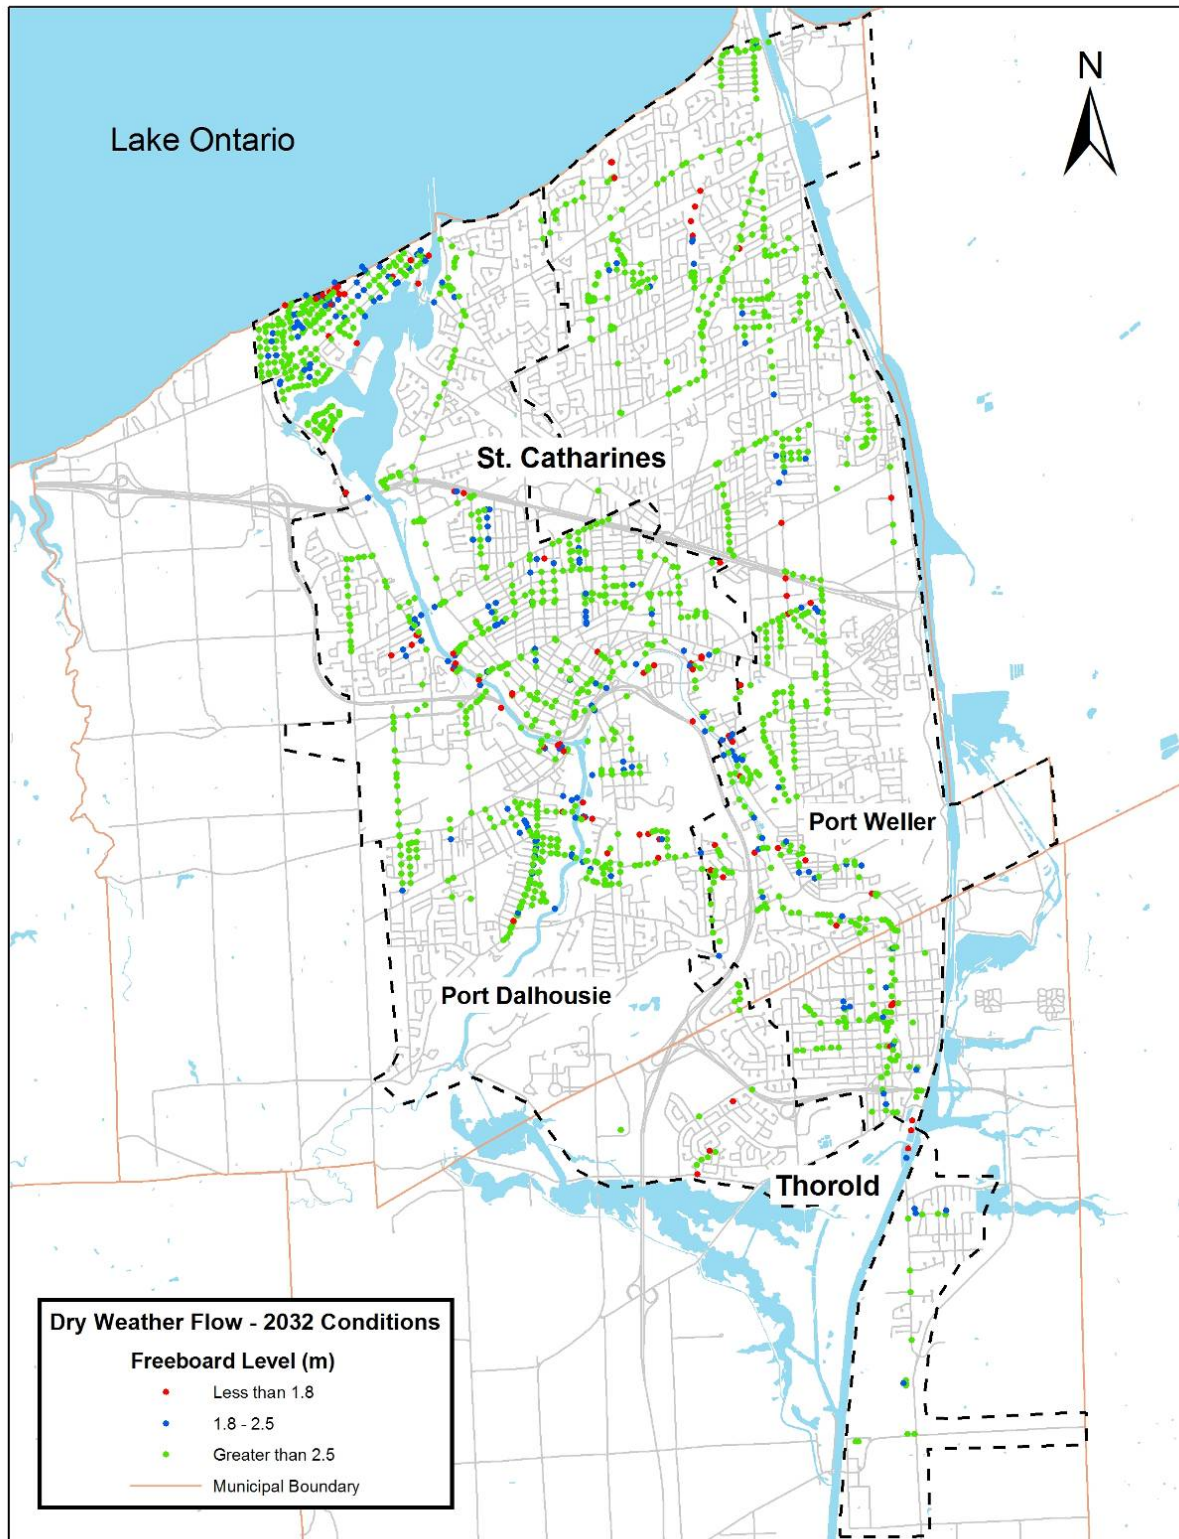 N
Lake Ontario
St. Catharines
Port Weller
Port Dalhousie
Thorold
Dry Weather Flow - 2032 Conditions
Freeboard Level (m)
Less than 1.8
1.8 - 2.5
Greater than 2.5
Municipal Boundary